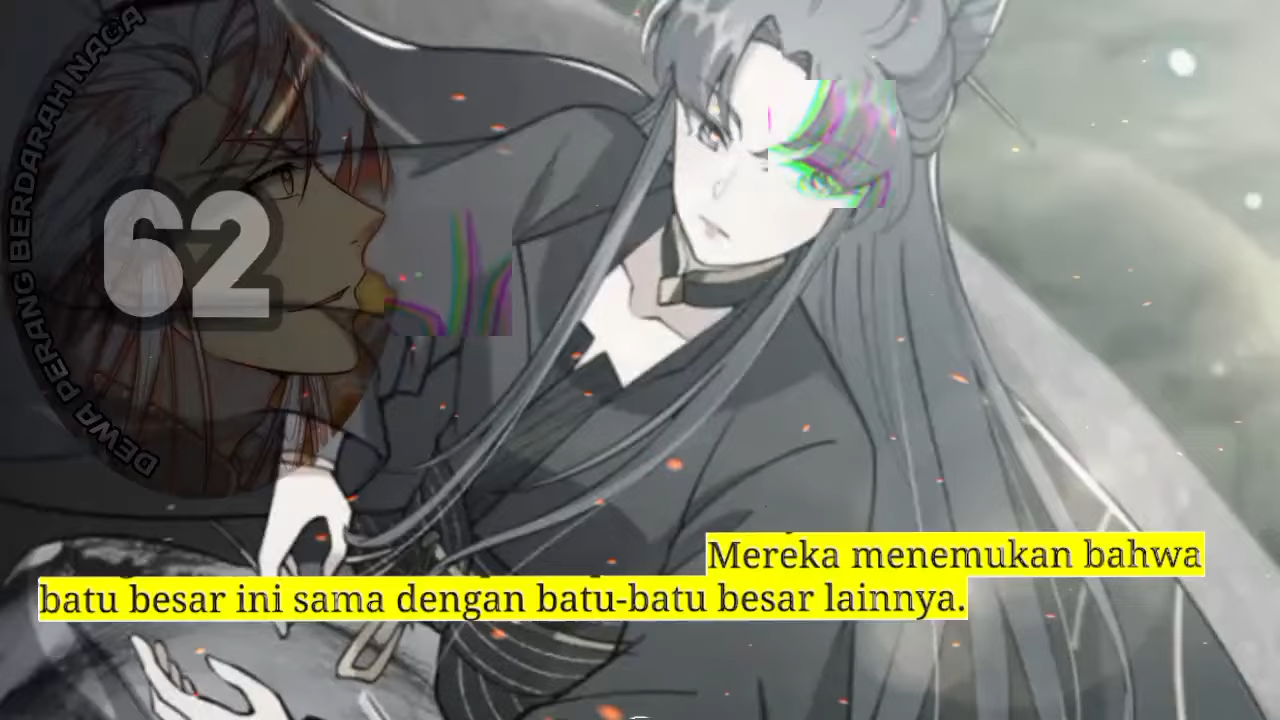 DEWA PERANG BERDARAH NAGA
62
Mereka menemukan bahwa
batu besar ini sama dengan batu-batu besar lainnya.